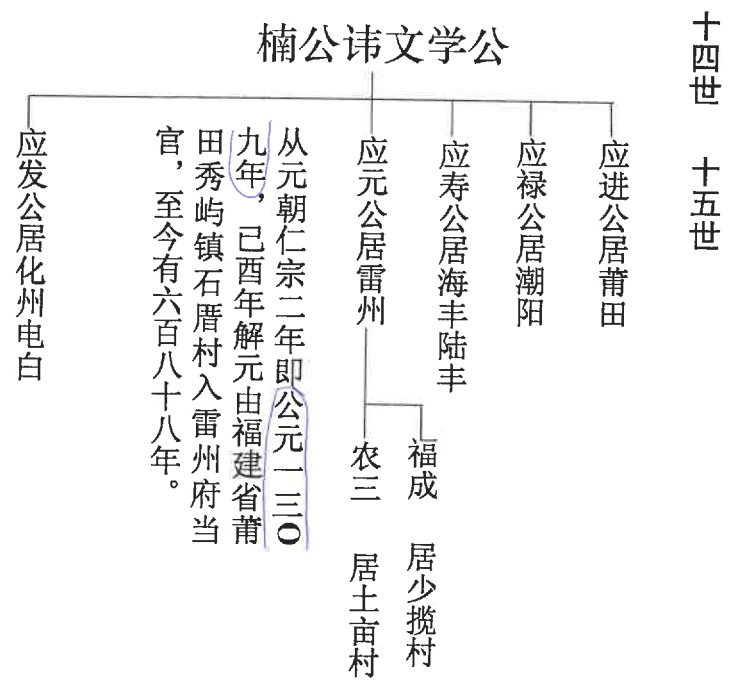 十四世 十五世
楠公讳文学公
应进公居莆田
应禄公居潮阳
应寿公居海丰陆丰
应元公居雷州
福成 居少揽村
农三 居土亩村
从元朝仁宗二年即公元一三〇
九年，己酉年解元由福建省莆
田秀屿镇石厝村入雷州府当
官，至今有六百八十八年。
应发公居化州电白